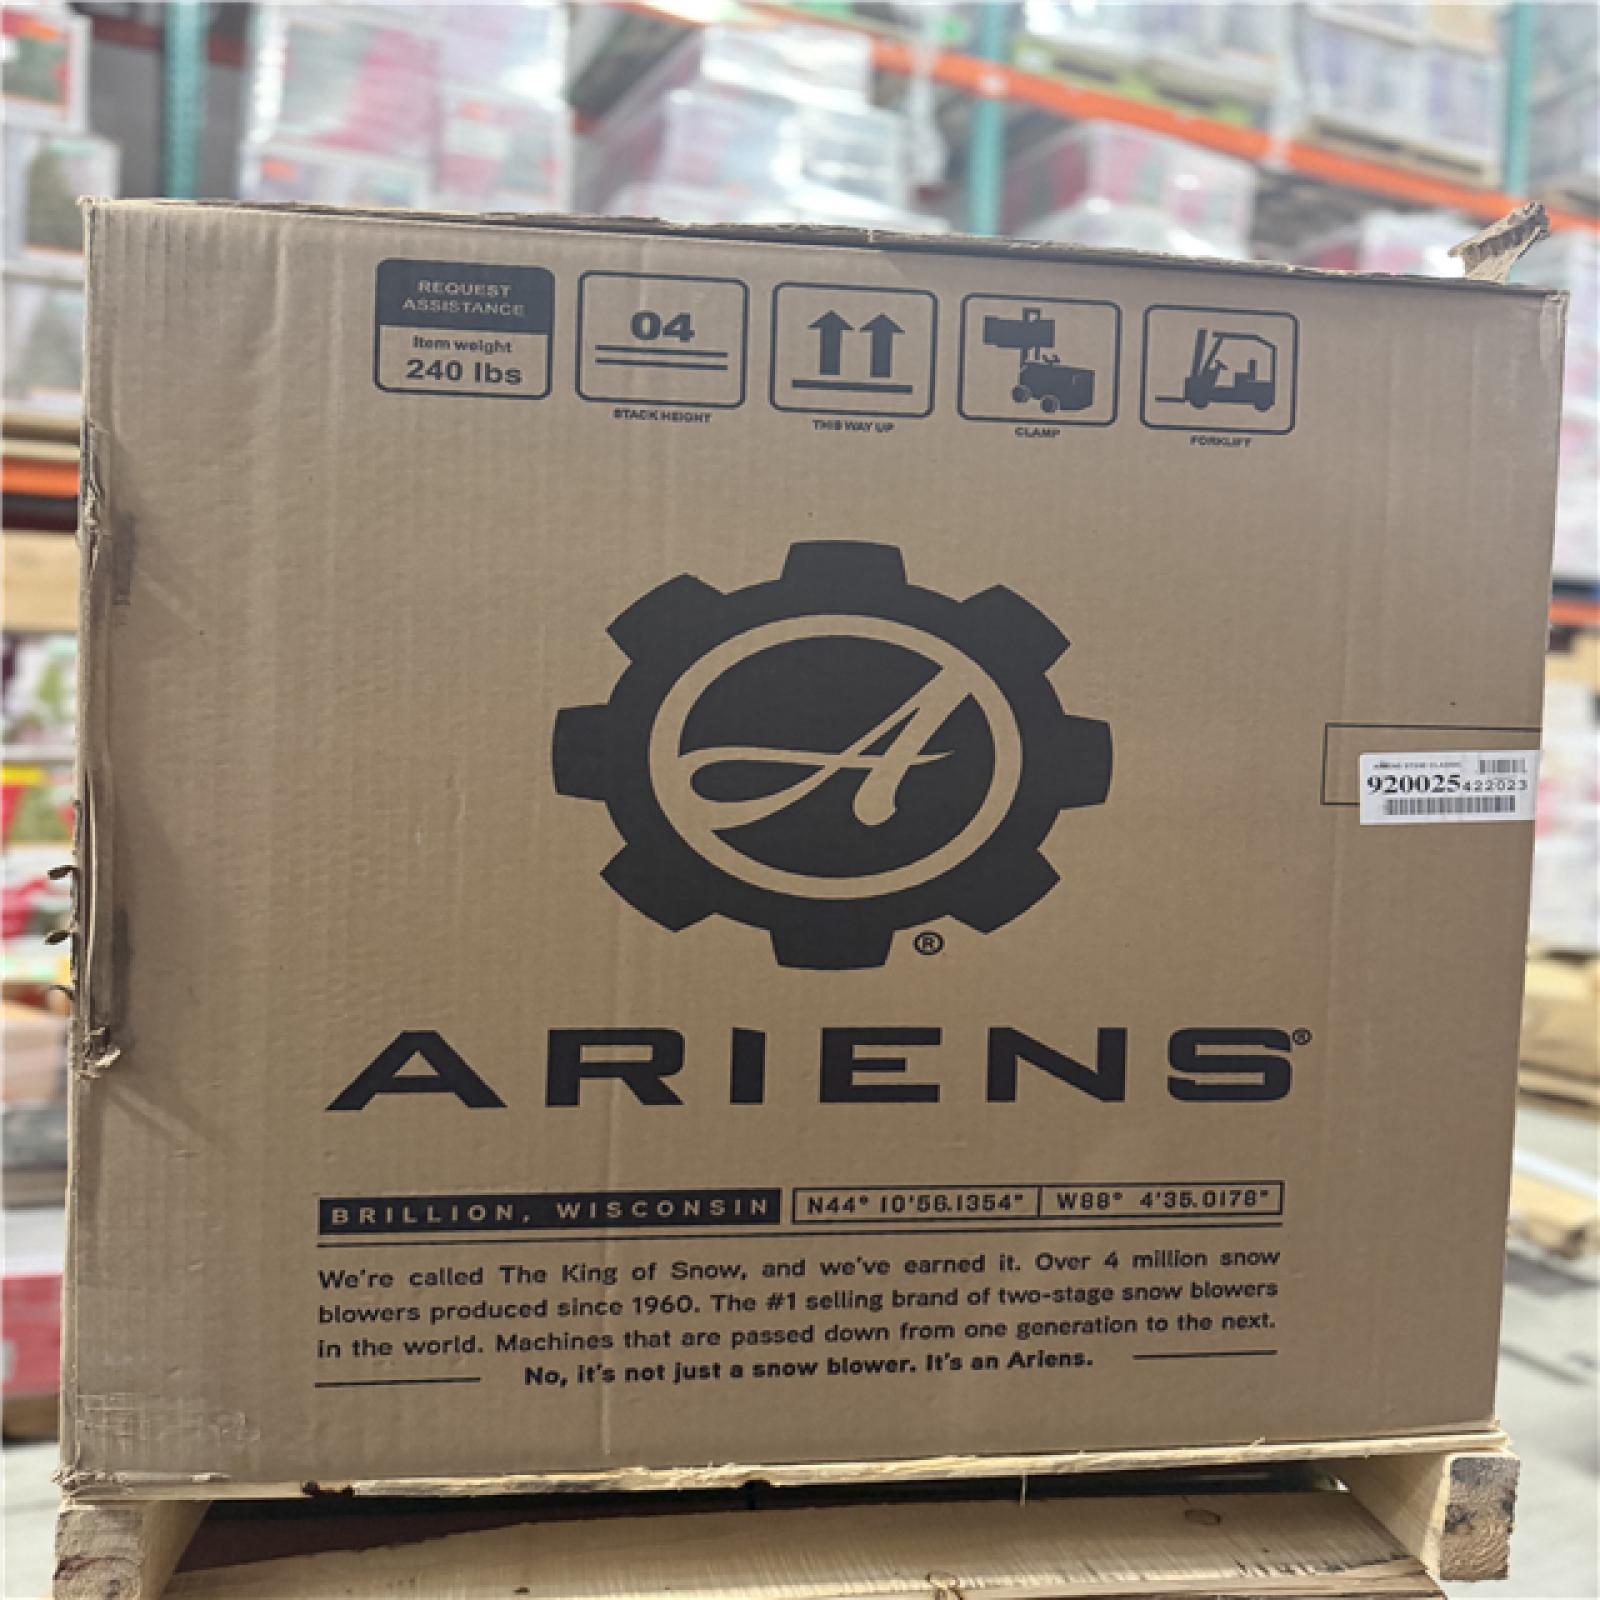 REQUEST
ASSISTANCE
Item weight
240 lbs
04
STACK HEIGHT
THIS WAY UP
CLAMP
FORKLIFT
A
®
920025 422023
ARIENS®
BRILLION, WISCONSIN N44° 10'56.1354" W88° 4'35.0178"
We're called The King of Snow, and we've earned it. Over 4 million snow
blowers produced since 1960. The #1 selling brand of two-stage snow blowers
in the world. Machines that are passed down from one generation to the next.
No, it's not just a snow blower. It's an Ariens.